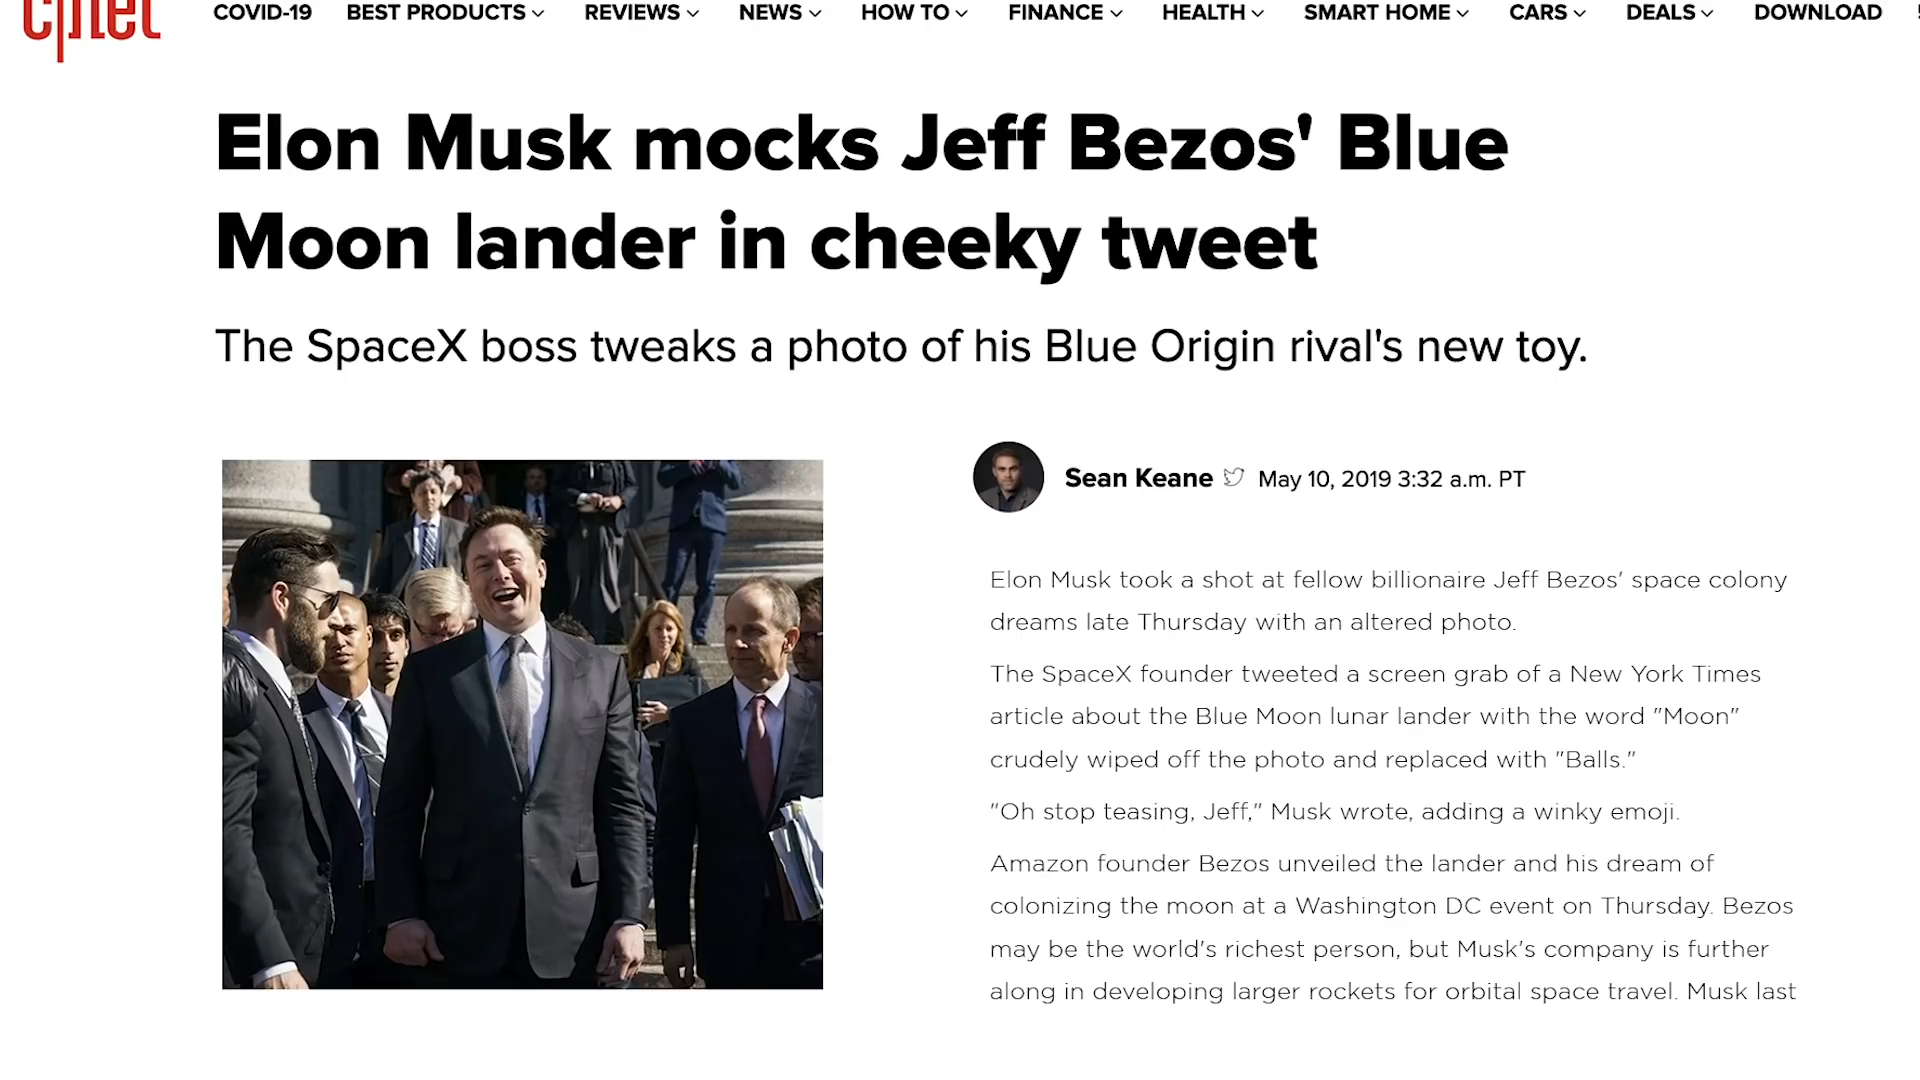 cnet
COVID-19 BEST PRODUCTS REVIEWS NEWS HOW TO FINANCE HEALTH SMART HOME CARS DEALS DOWNLOAD
Elon Musk mocks Jeff Bezos' Blue
Moon lander in cheeky tweet
The SpaceX boss tweaks a photo of his Blue Origin rival's new toy.
Sean Keane May 10, 2019 3:32 a.m. PT
Elon Musk took a shot at fellow billionaire Jeff Bezos' space colony
dreams late Thursday with an altered photo.
The SpaceX founder tweeted a screen grab of a New York Times
article about the Blue Moon lunar lander with the word "Moon"
crudely wiped off the photo and replaced with "Balls."
"Oh stop teasing, Jeff," Musk wrote, adding a winky emoji.
Amazon founder Bezos unveiled the lander and his dream of
colonizing the moon at a Washington DC event on Thursday. Bezos
may be the world's richest person, but Musk's company is further
along in developing larger rockets for orbital space travel. Musk last